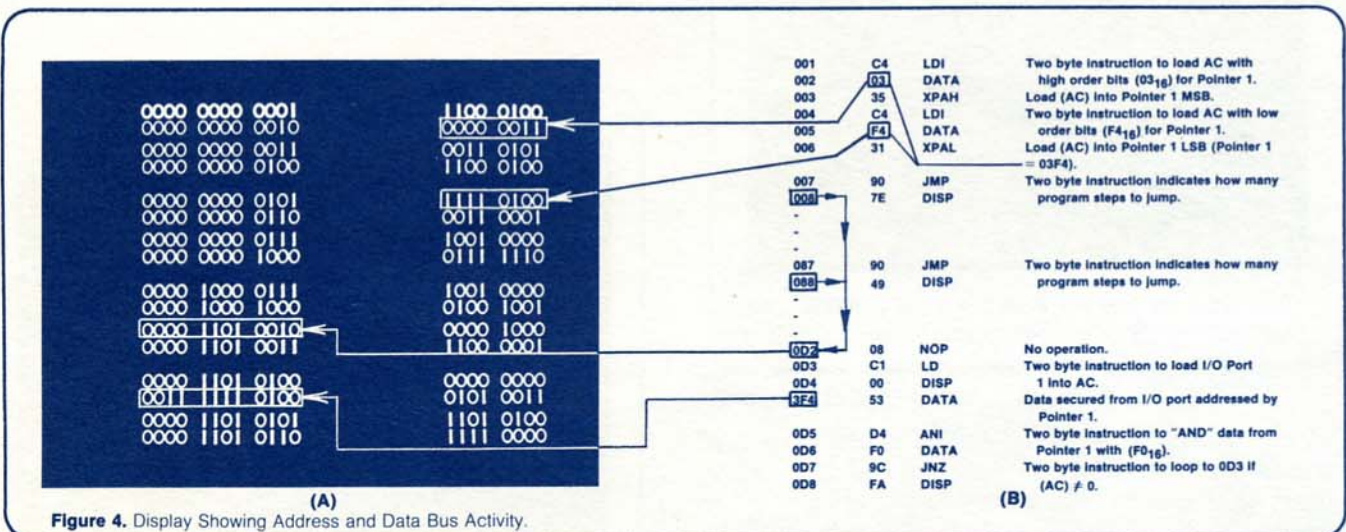 0000 0000 0001 1100 0100
0000 0000 0010 0000 0011
0000 0000 0011 0011 0101
0000 0000 0100 1100 0100
0000 0000 0101 1111 0100
0000 0000 0110 0011 0001
0000 0000 0111 1001 0000
0000 0000 1000 0111 1110
0000 1000 0111 1001 0000
0000 1000 1000 0100 1001
0000 1101 0010 0000 1000
0000 1101 0011 1100 0001
0000 1101 0100 0000 0000
0011 1111 0100 0101 0011
0000 1101 0101 1101 0100
0000 1101 0110 1111 0000
(A)
001 C4 LDI Two byte instruction to load AC with
002 03 DATA high order bits (03₁₆) for Pointer 1.
003 35 XPAH Load (AC) into Pointer 1 MSB.
004 C4 LDI Two byte instruction to load AC with low
005 F4 DATA order bits (F4₁₆) for Pointer 1.
006 31 XPAL Load (AC) into Pointer 1 LSB (Pointer 1
= 03F4).
007 90 JMP Two byte instruction indicates how many
008 7E DISP program steps to jump.
-
-
-
087 90 JMP Two byte instruction indicates how many
088 49 DISP program steps to jump.
-
-
-
0D2 08 NOP No operation.
0D3 C1 LD Two byte instruction to load I/O Port
0D4 00 DISP 1 into AC.
3F4 53 DATA Data secured from I/O port addressed by
Pointer 1.
0D5 D4 ANI Two byte instruction to "AND" data from
0D6 F0 DATA Pointer 1 with (F0₁₆).
0D7 9C JNZ Two byte instruction to loop to 0D3 if
0D8 FA DISP (AC) ≠ 0.
(B)
Figure 4. Display Showing Address and Data Bus Activity.